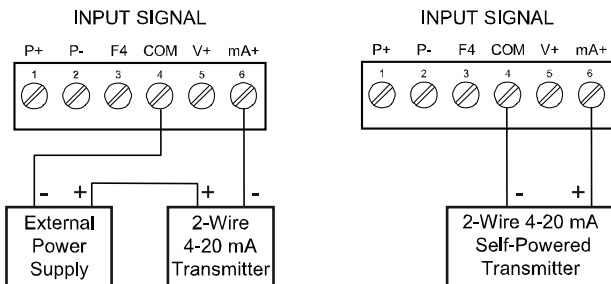 INPUT SIGNAL
P+ P- F4 COM V+ mA+
1 2 3 4 5 6
- + + -
External
Power
Supply
2-Wire
4-20 mA
Transmitter
INPUT SIGNAL
P+ P- F4 COM V+ mA+
1 2 3 4 5 6
- +
2-Wire 4-20 mA
Self-Powered
Transmitter